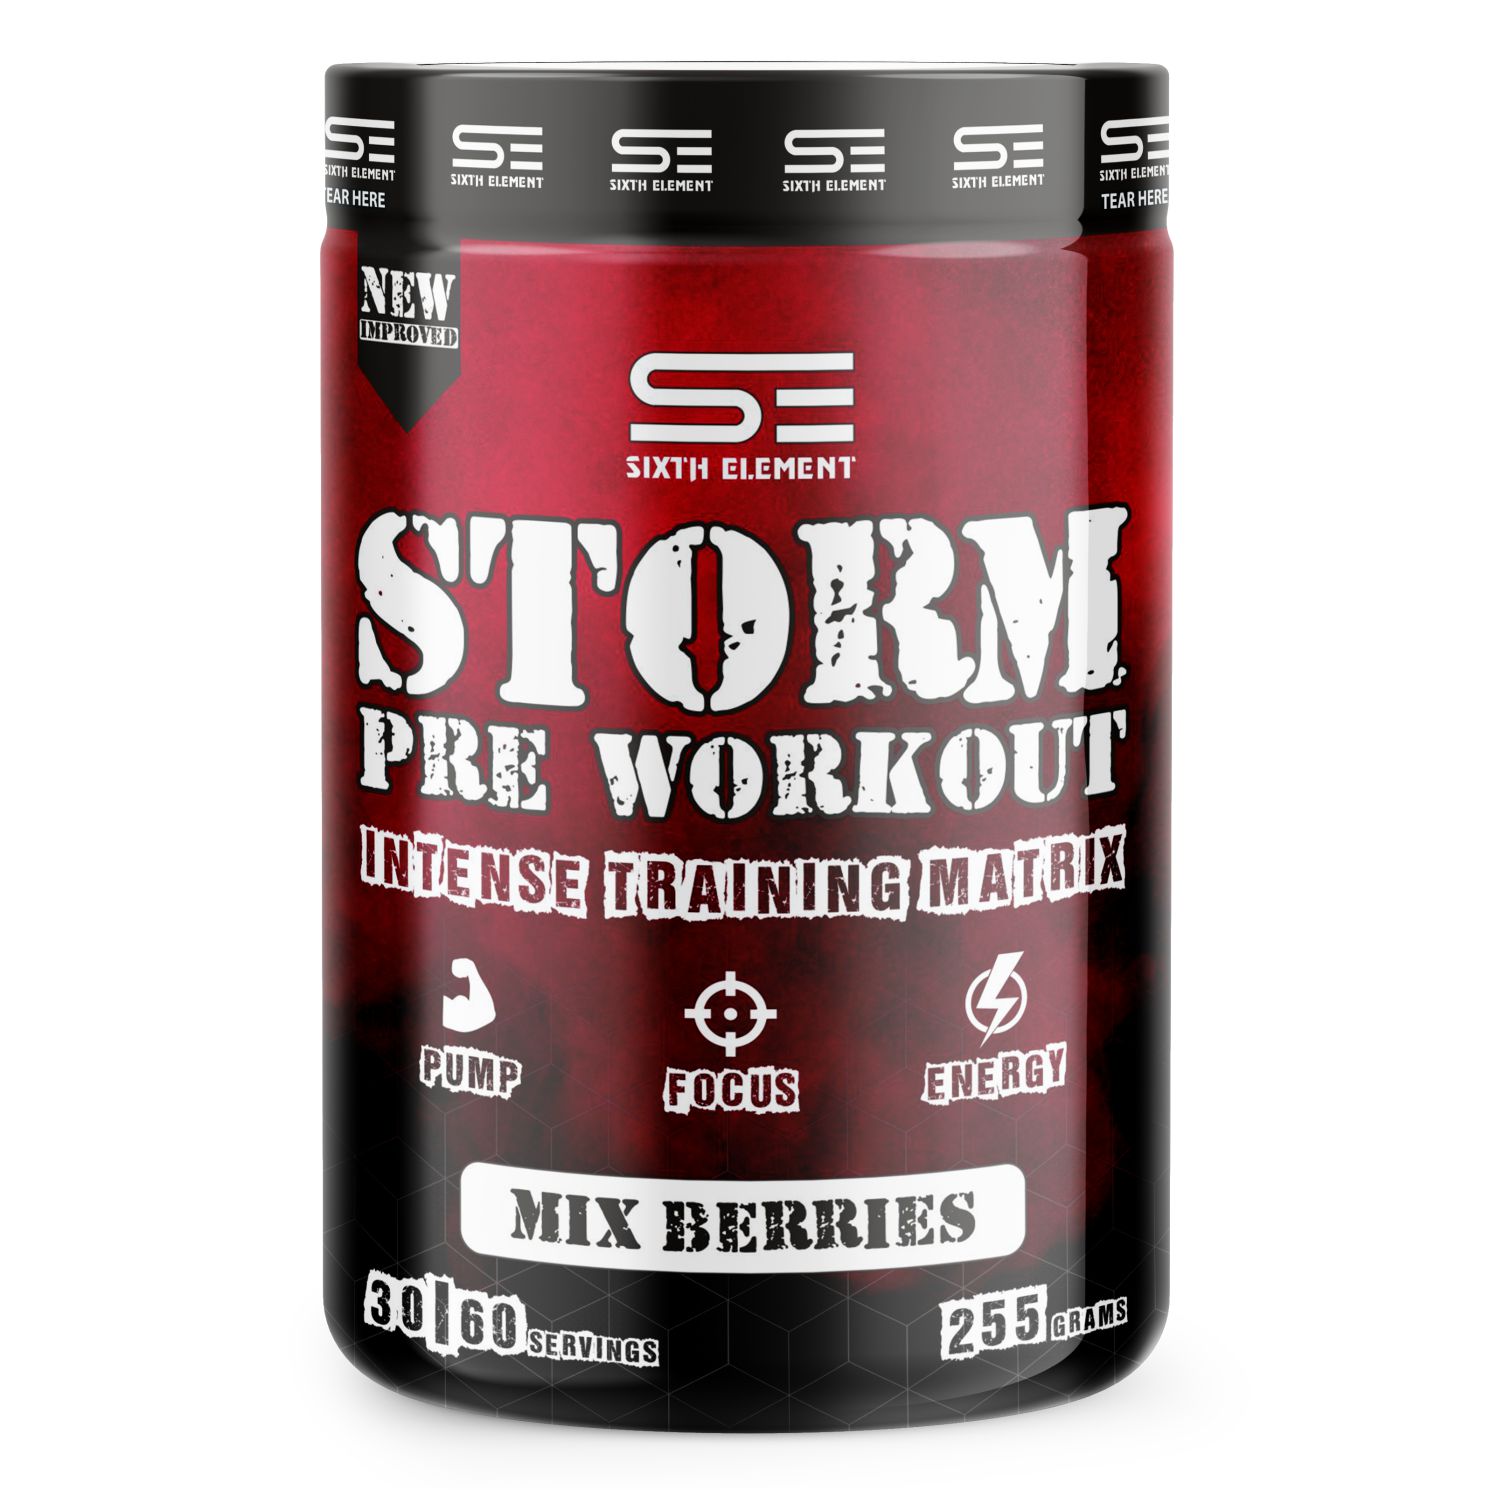 SE SE SE SE SE SE
SIXTH ELEMENT SIXTH ELEMENT SIXTH ELEMENT SIXTH ELEMENT SIXTH ELEMENT SIXTH ELEMENT
TEAR HERE TEAR HERE
NEW
IMPROVED
SE
SIXTH ELEMENT
STORM
PRE WORKOUT
INTENSE TRAINING MATRIX
PUMP FOCUS ENERGY
MIX BERRIES
30|60 SERVINGS 255 GRAMS